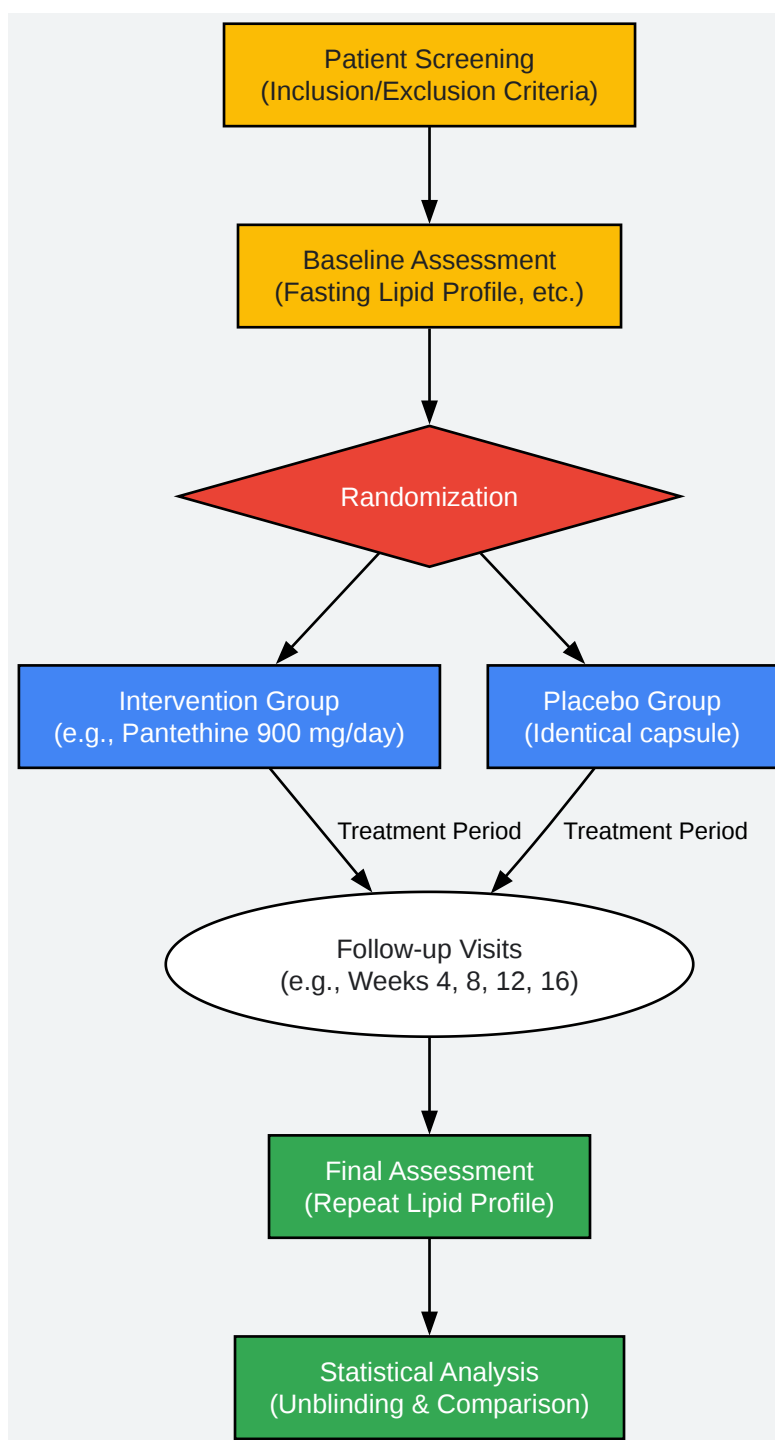 Patient Screening
(Inclusion/Exclusion Criteria)
Baseline Assessment
(Fasting Lipid Profile, etc.)
Randomization
Intervention Group
(e.g., Pantethine 900 mg/day)
Placebo Group
(Identical capsule)
Treatment Period
Treatment Period
Follow-up Visits
(e.g., Weeks 4, 8, 12, 16)
Final Assessment
(Repeat Lipid Profile)
Statistical Analysis
(Unblinding & Comparison)